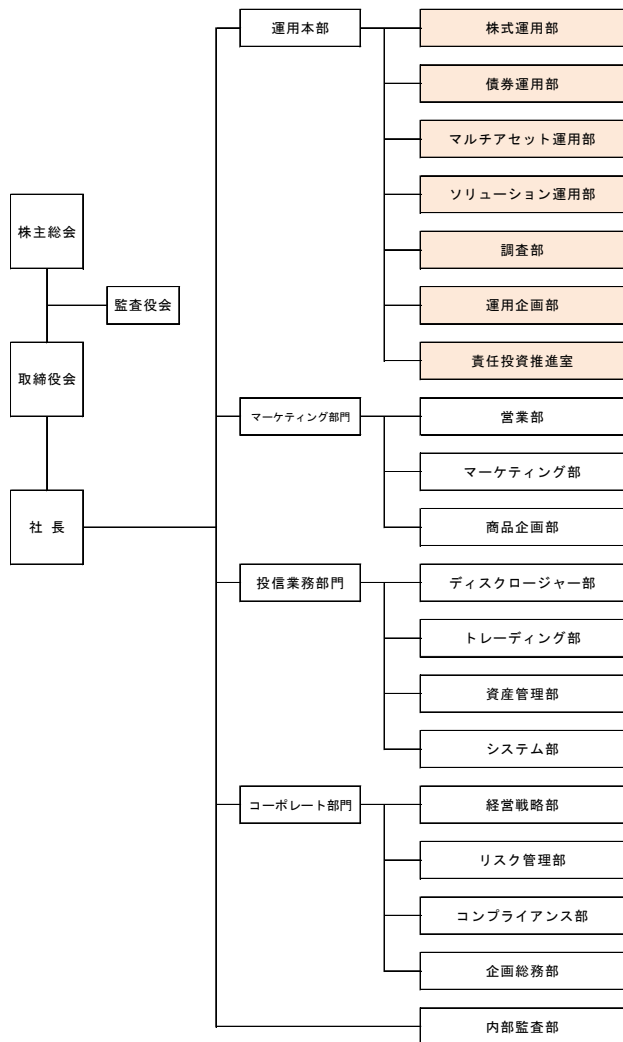 株主総会
監査役会
取締役会
社 長
運用本部
株式運用部
債券運用部
マルチアセット運用部
ソリューション運用部
調査部
運用企画部
責任投資推進室
マーケティング部門
営業部
マーケティング部
商品企画部
投信業務部門
ディスクロージャー部
トレーディング部
資産管理部
システム部
コーポレート部門
経営戦略部
リスク管理部
コンプライアンス部
企画総務部
内部監査部